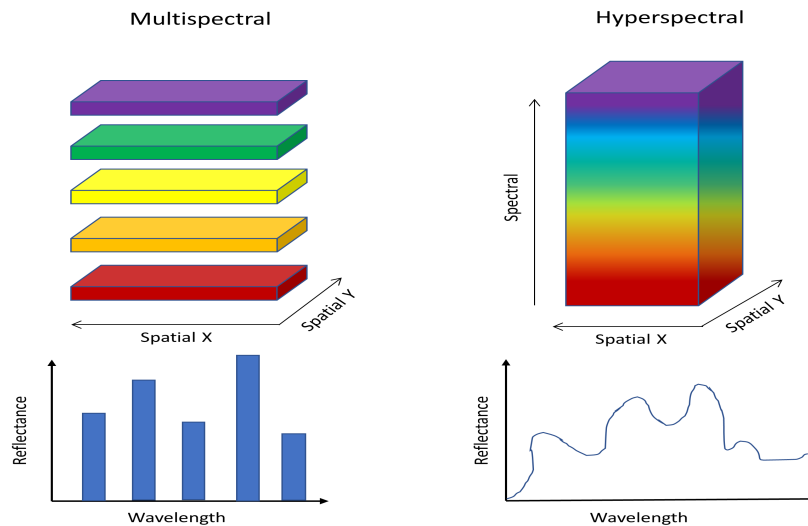 Multispectral
Spatial X
Spatial Y
Reflectance
Wavelength
Hyperspectral
Spectral
Spatial X
Spatial Y
Reflectance
Wavelength